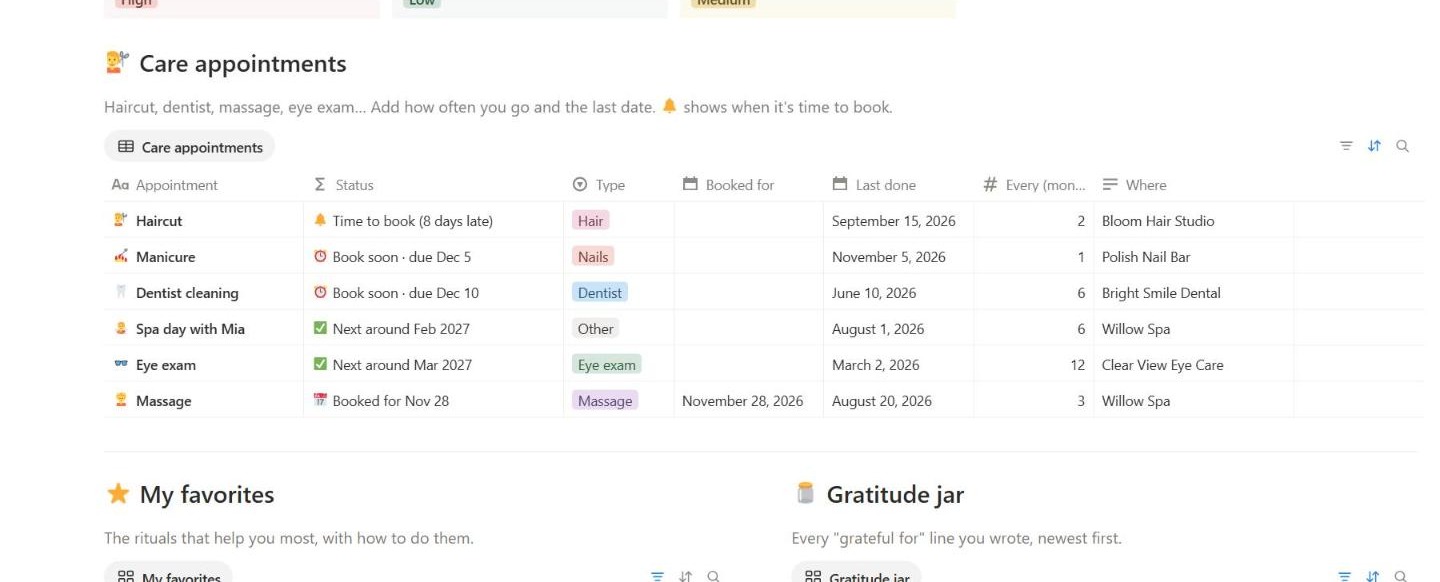 High Low Medium
Care appointments
Haircut, dentist, massage, eye exam... Add how often you go and the last date. 🔔 shows when it's time to book.
Care appointments
Aa Appointment Σ Status Type Booked for Last done # Every (mon... Where
Haircut 🔔 Time to book (8 days late) Hair September 15, 2026 2 Bloom Hair Studio
Manicure ⏰ Book soon · due Dec 5 Nails November 5, 2026 1 Polish Nail Bar
Dentist cleaning ⏰ Book soon · due Dec 10 Dentist June 10, 2026 6 Bright Smile Dental
Spa day with Mia ✅ Next around Feb 2027 Other August 1, 2026 6 Willow Spa
Eye exam ✅ Next around Mar 2027 Eye exam March 2, 2026 12 Clear View Eye Care
Massage 📅 Booked for Nov 28 Massage November 28, 2026 August 20, 2026 3 Willow Spa
My favorites
The rituals that help you most, with how to do them.
My favorites
Gratitude jar
Every "grateful for" line you wrote, newest first.
Gratitude jar